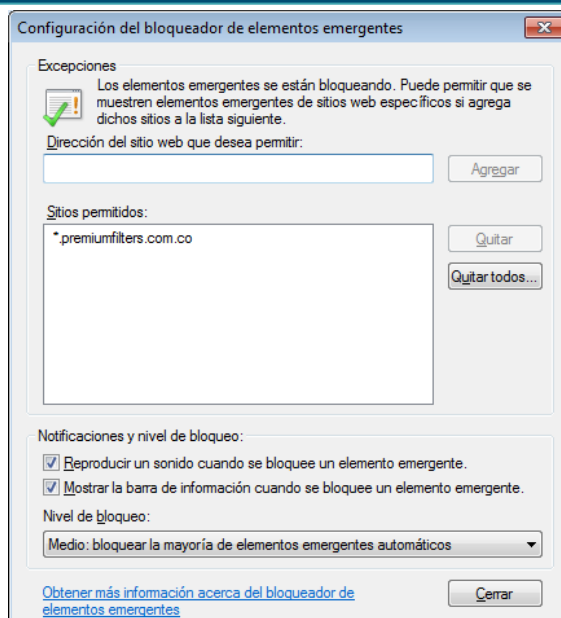 Configuración del bloqueador de elementos emergentes
Excepciones
Los elementos emergentes se están bloqueando. Puede permitir que se
muestren elementos emergentes de sitios web específicos si agrega
dichos sitios a la lista siguiente.
Dirección del sitio web que desea permitir:
Agregar
Sitios permitidos:
*.premiumfilters.com.co
Quitar
Quitar todos...
Notificaciones y nivel de bloqueo:
Reproducir un sonido cuando se bloquee un elemento emergente.
Mostrar la barra de información cuando se bloquee un elemento emergente.
Nivel de bloqueo:
Medio: bloquear la mayoría de elementos emergentes automáticos
Obtener más información acerca del bloqueador de
elementos emergentes
Cerrar